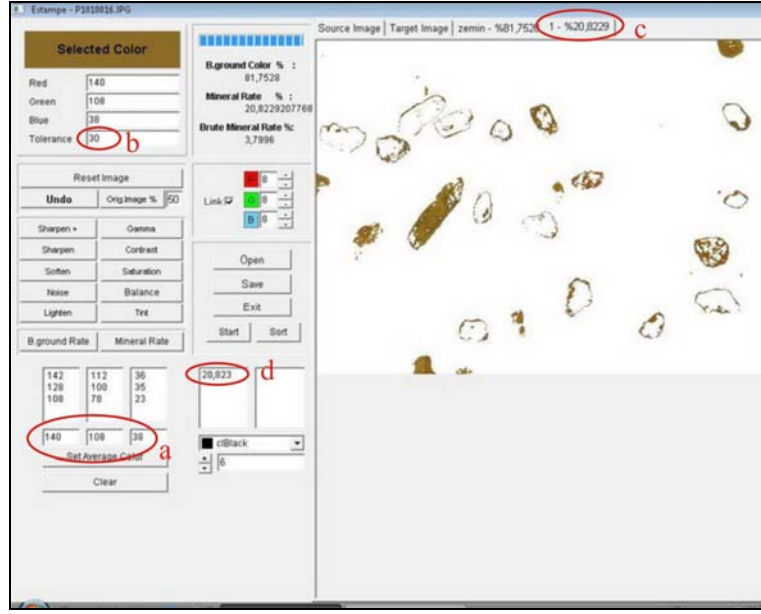 Estampe - P1010016.JPG
Selected Color
Red 140
Green 108
Blue 38
Tolerance 30
b
B.ground Color % :
81,7528
Mineral Rate % :
20,8229207768
Brute Mineral Rate %:
3,7996
Source Image Target Image zemin - %81,7528 1 - %20,8229
c
Reset Image
Undo Orig.Image % 50
Link 8
G 8
B 8
Sharpen + Gamma
Sharpen Contrast
Soften Saturation
Noise Balance
Lighten Tint
B.ground Rate Mineral Rate
Open
Save
Exit
Start Sort
142 112 36
128 100 35
108 78 23
140 108 38
a
Set Average Color
Clear
20,823
d
clBlack
6